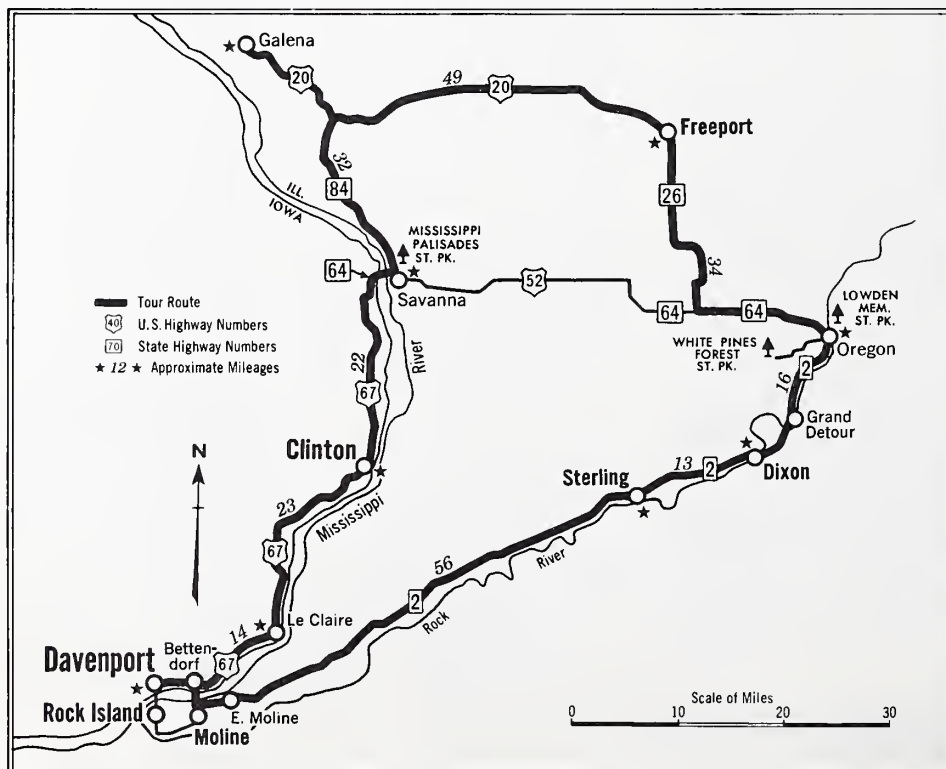 Galena
20
49
20
Freeport
32
84
26
ILL.
IOWA
MISSISSIPPI
PALISADES
ST. PK.
64
Savanna
52
34
64
64
LOWDEN
MEM.
ST. PK.
WHITE PINES
FOREST
ST. PK.
Oregon
2
16
Grand
Detour
Tour Route
40 U.S. Highway Numbers
70 State Highway Numbers
12 Approximate Mileages
22
River
67
Clinton
N
23
Mississippi
67
Sterling
13
2
Dixon
56
River
2
Rock
Le Claire
14
Betten-
dorf
67
Davenport
Rock Island
E. Moline
Moline
Scale of Miles
0 10 20 30